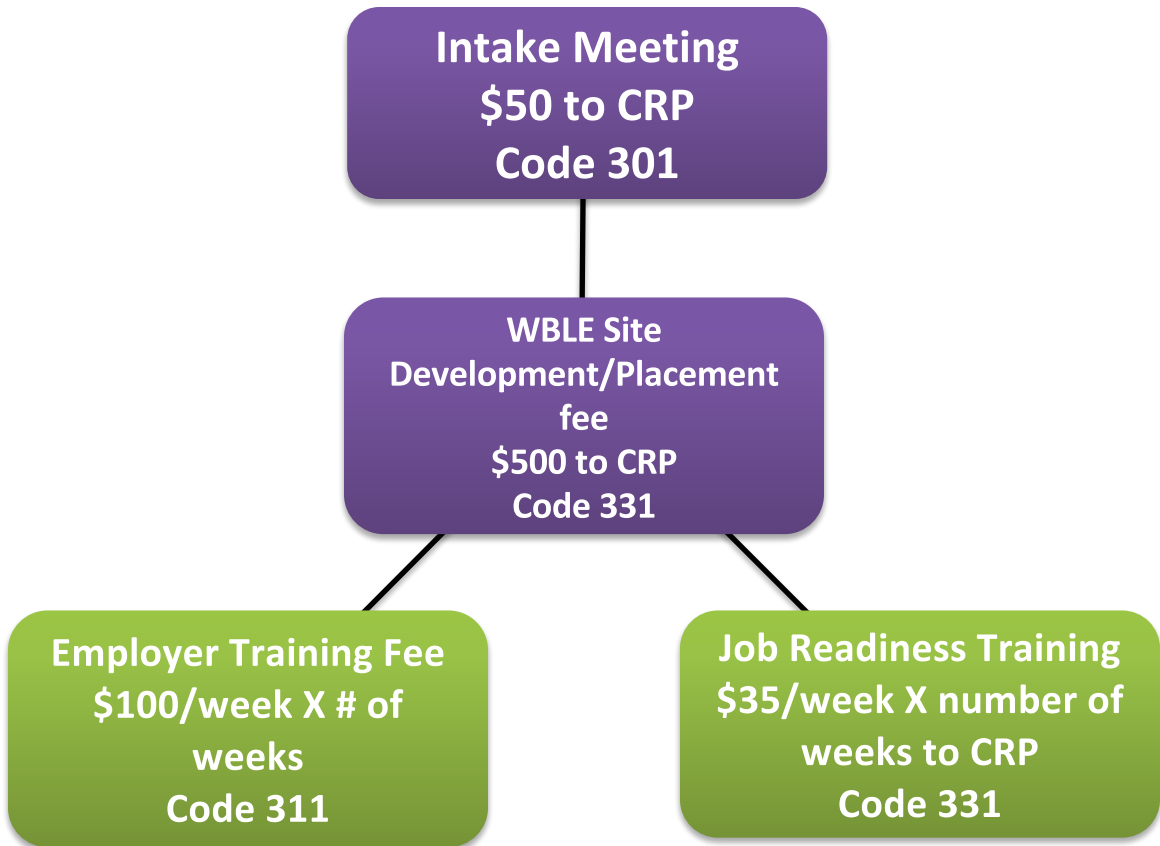 Intake Meeting
$50 to CRP
Code 301
WBLE Site
Development/Placement
fee
$500 to CRP
Code 331
Employer Training Fee
$100/week X # of
weeks
Code 311
Job Readiness Training
$35/week X number of
weeks to CRP
Code 331